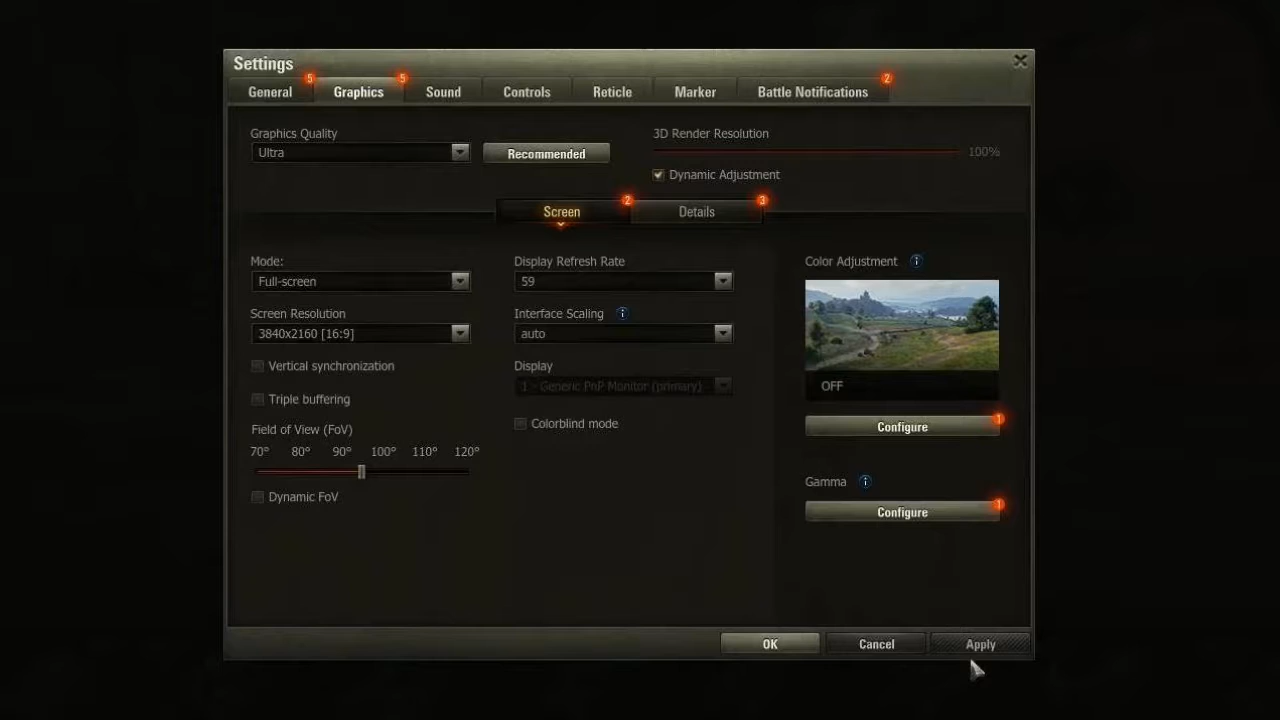 Settings
General 5
Graphics 5
Sound
Controls
Reticle
Marker
Battle Notifications 2
Graphics Quality
Ultra
Recommended
3D Render Resolution
100%
Dynamic Adjustment
Screen 2
Details 3
Mode:
Full-screen
Screen Resolution
3840x2160 [16:9]
Vertical synchronization
Triple buffering
Field of View (FoV)
70° 80° 90° 100° 110° 120°
Dynamic FoV
Display Refresh Rate
59
Interface Scaling
auto
Display
1 - Generic PnP Monitor (primary)
Colorblind mode
Color Adjustment
OFF
Configure 1
Gamma
Configure 1
OK
Cancel
Apply